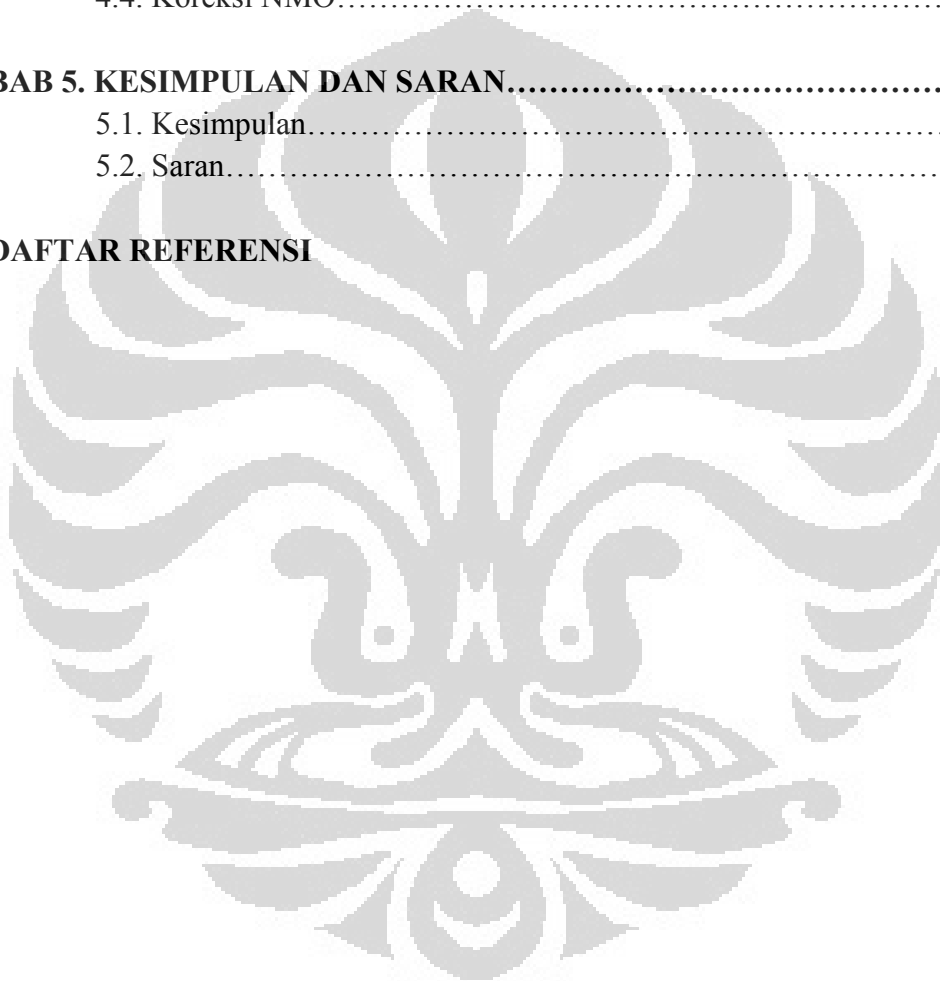 4.4. Koreksi NMO……………………………………………………………
BAB 5. KESIMPULAN DAN SARAN……………………………………
5.1. Kesimpulan………………………………………………………………
5.2. Saran………………………………………………………………………
DAFTAR REFERENSI